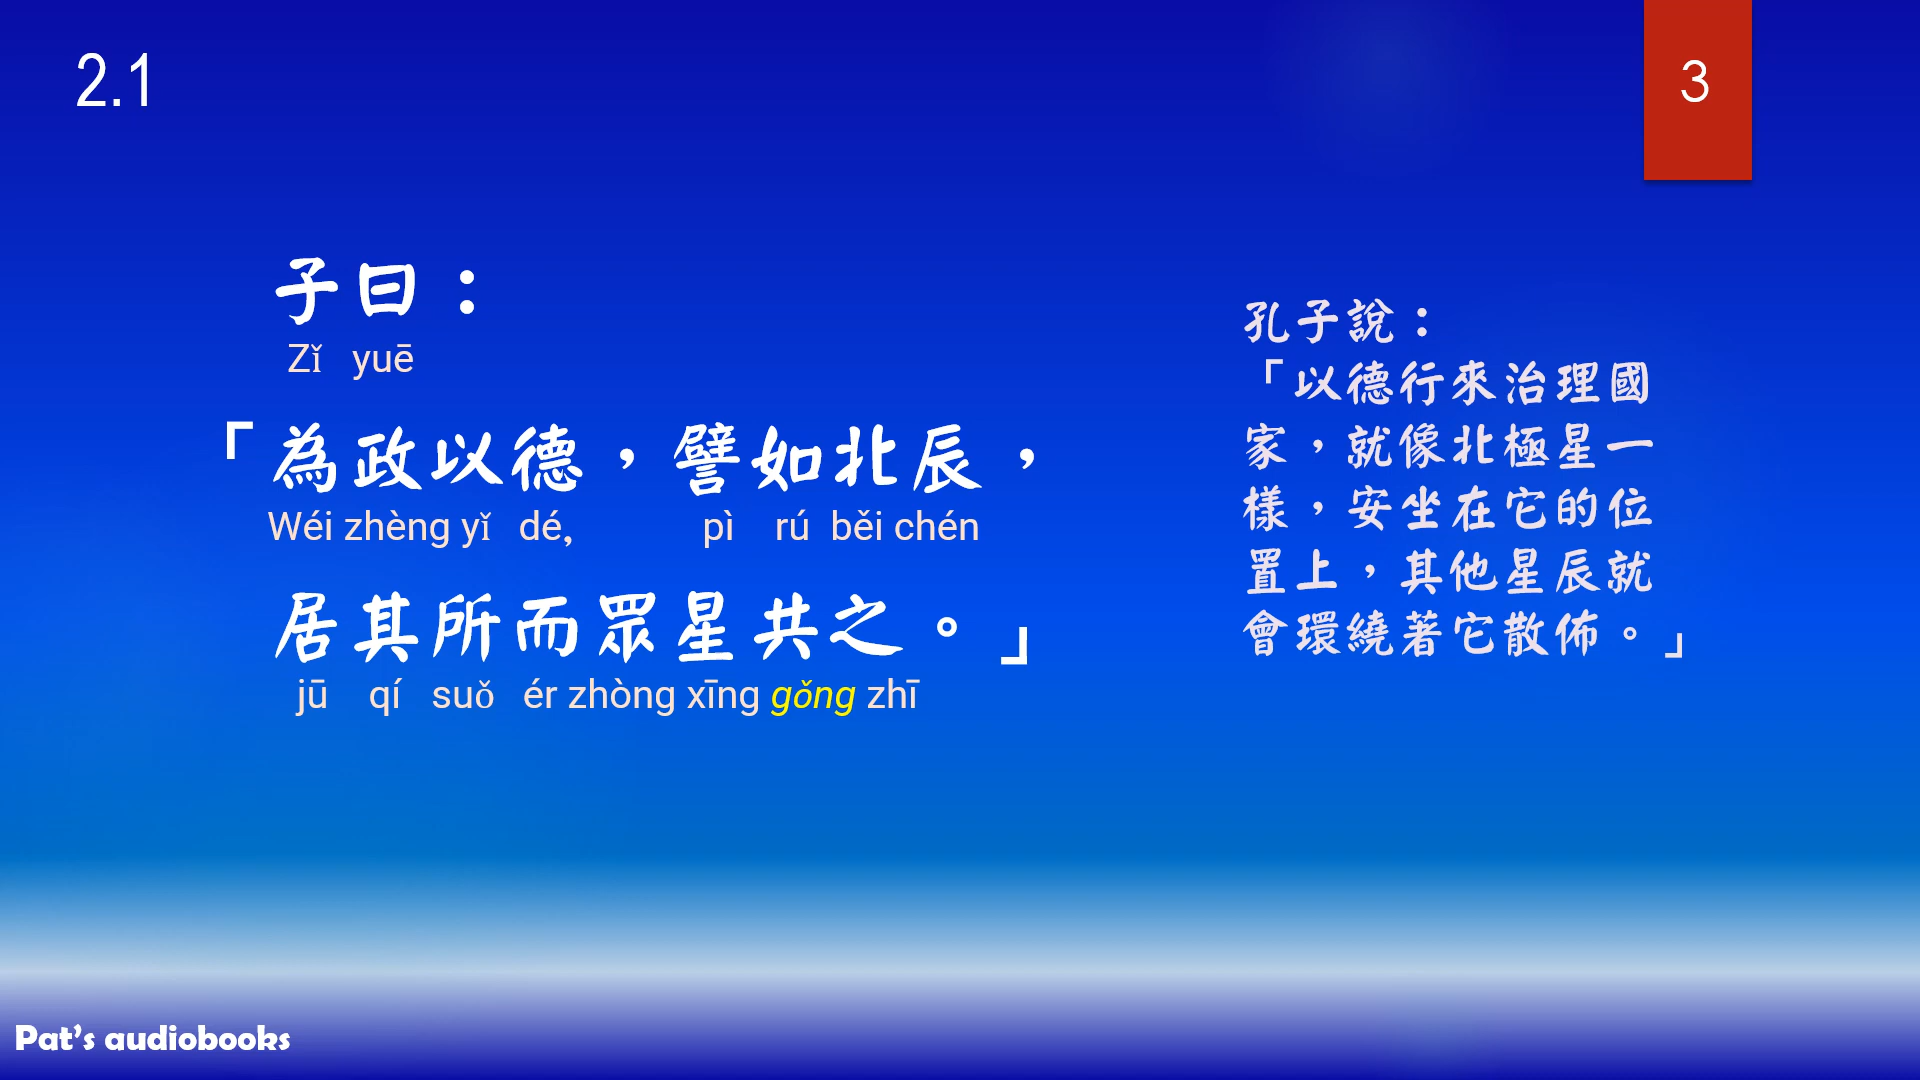 2.1
3
子曰：
Zǐ yuē
「為政以德，譬如北辰，
Wéi zhèng yǐ dé, pì rú běi chén
居其所而眾星共之。」
jū qí suǒ ér zhòng xīng gǒng zhī
孔子說：
「以德行來治理國
家，就像北極星一
樣，安坐在它的位
置上，其他星辰就
會環繞著它散佈。」
Pat's audiobooks